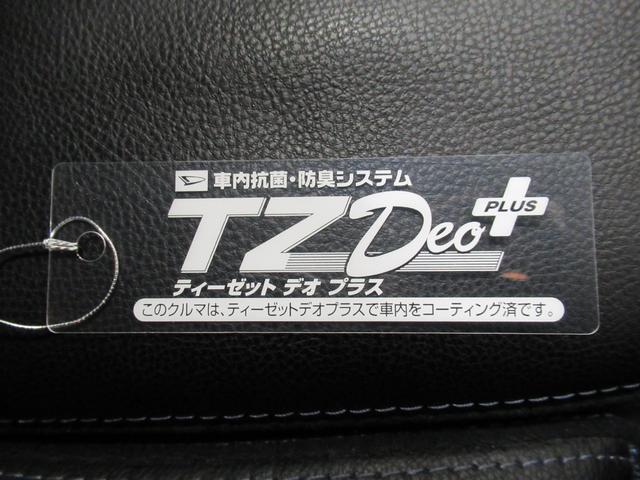 車内抗菌・防臭システム
TZ Deo PLUS
ティーゼット デオ プラス
このクルマは、ティーゼットデオプラスで車内をコーティング済です。